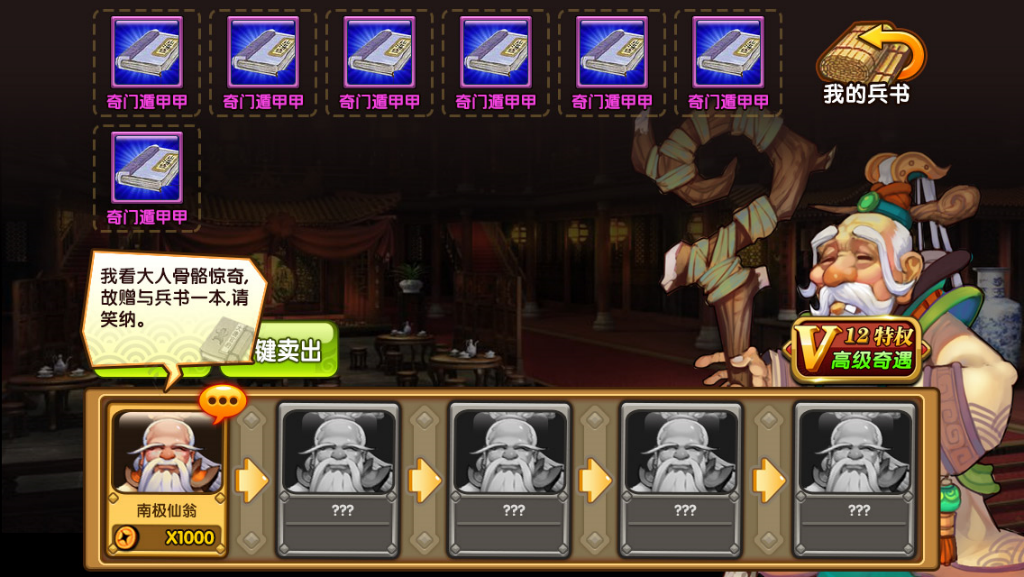 奇门遁甲甲
奇门遁甲甲
奇门遁甲甲
奇门遁甲甲
奇门遁甲甲
奇门遁甲甲
我的兵书
奇门遁甲甲
我看大人骨骼惊奇,
故赠与兵书一本,请
笑纳。
键卖出
V12特权
高级奇遇
南极仙翁
X1000
???
???
???
???